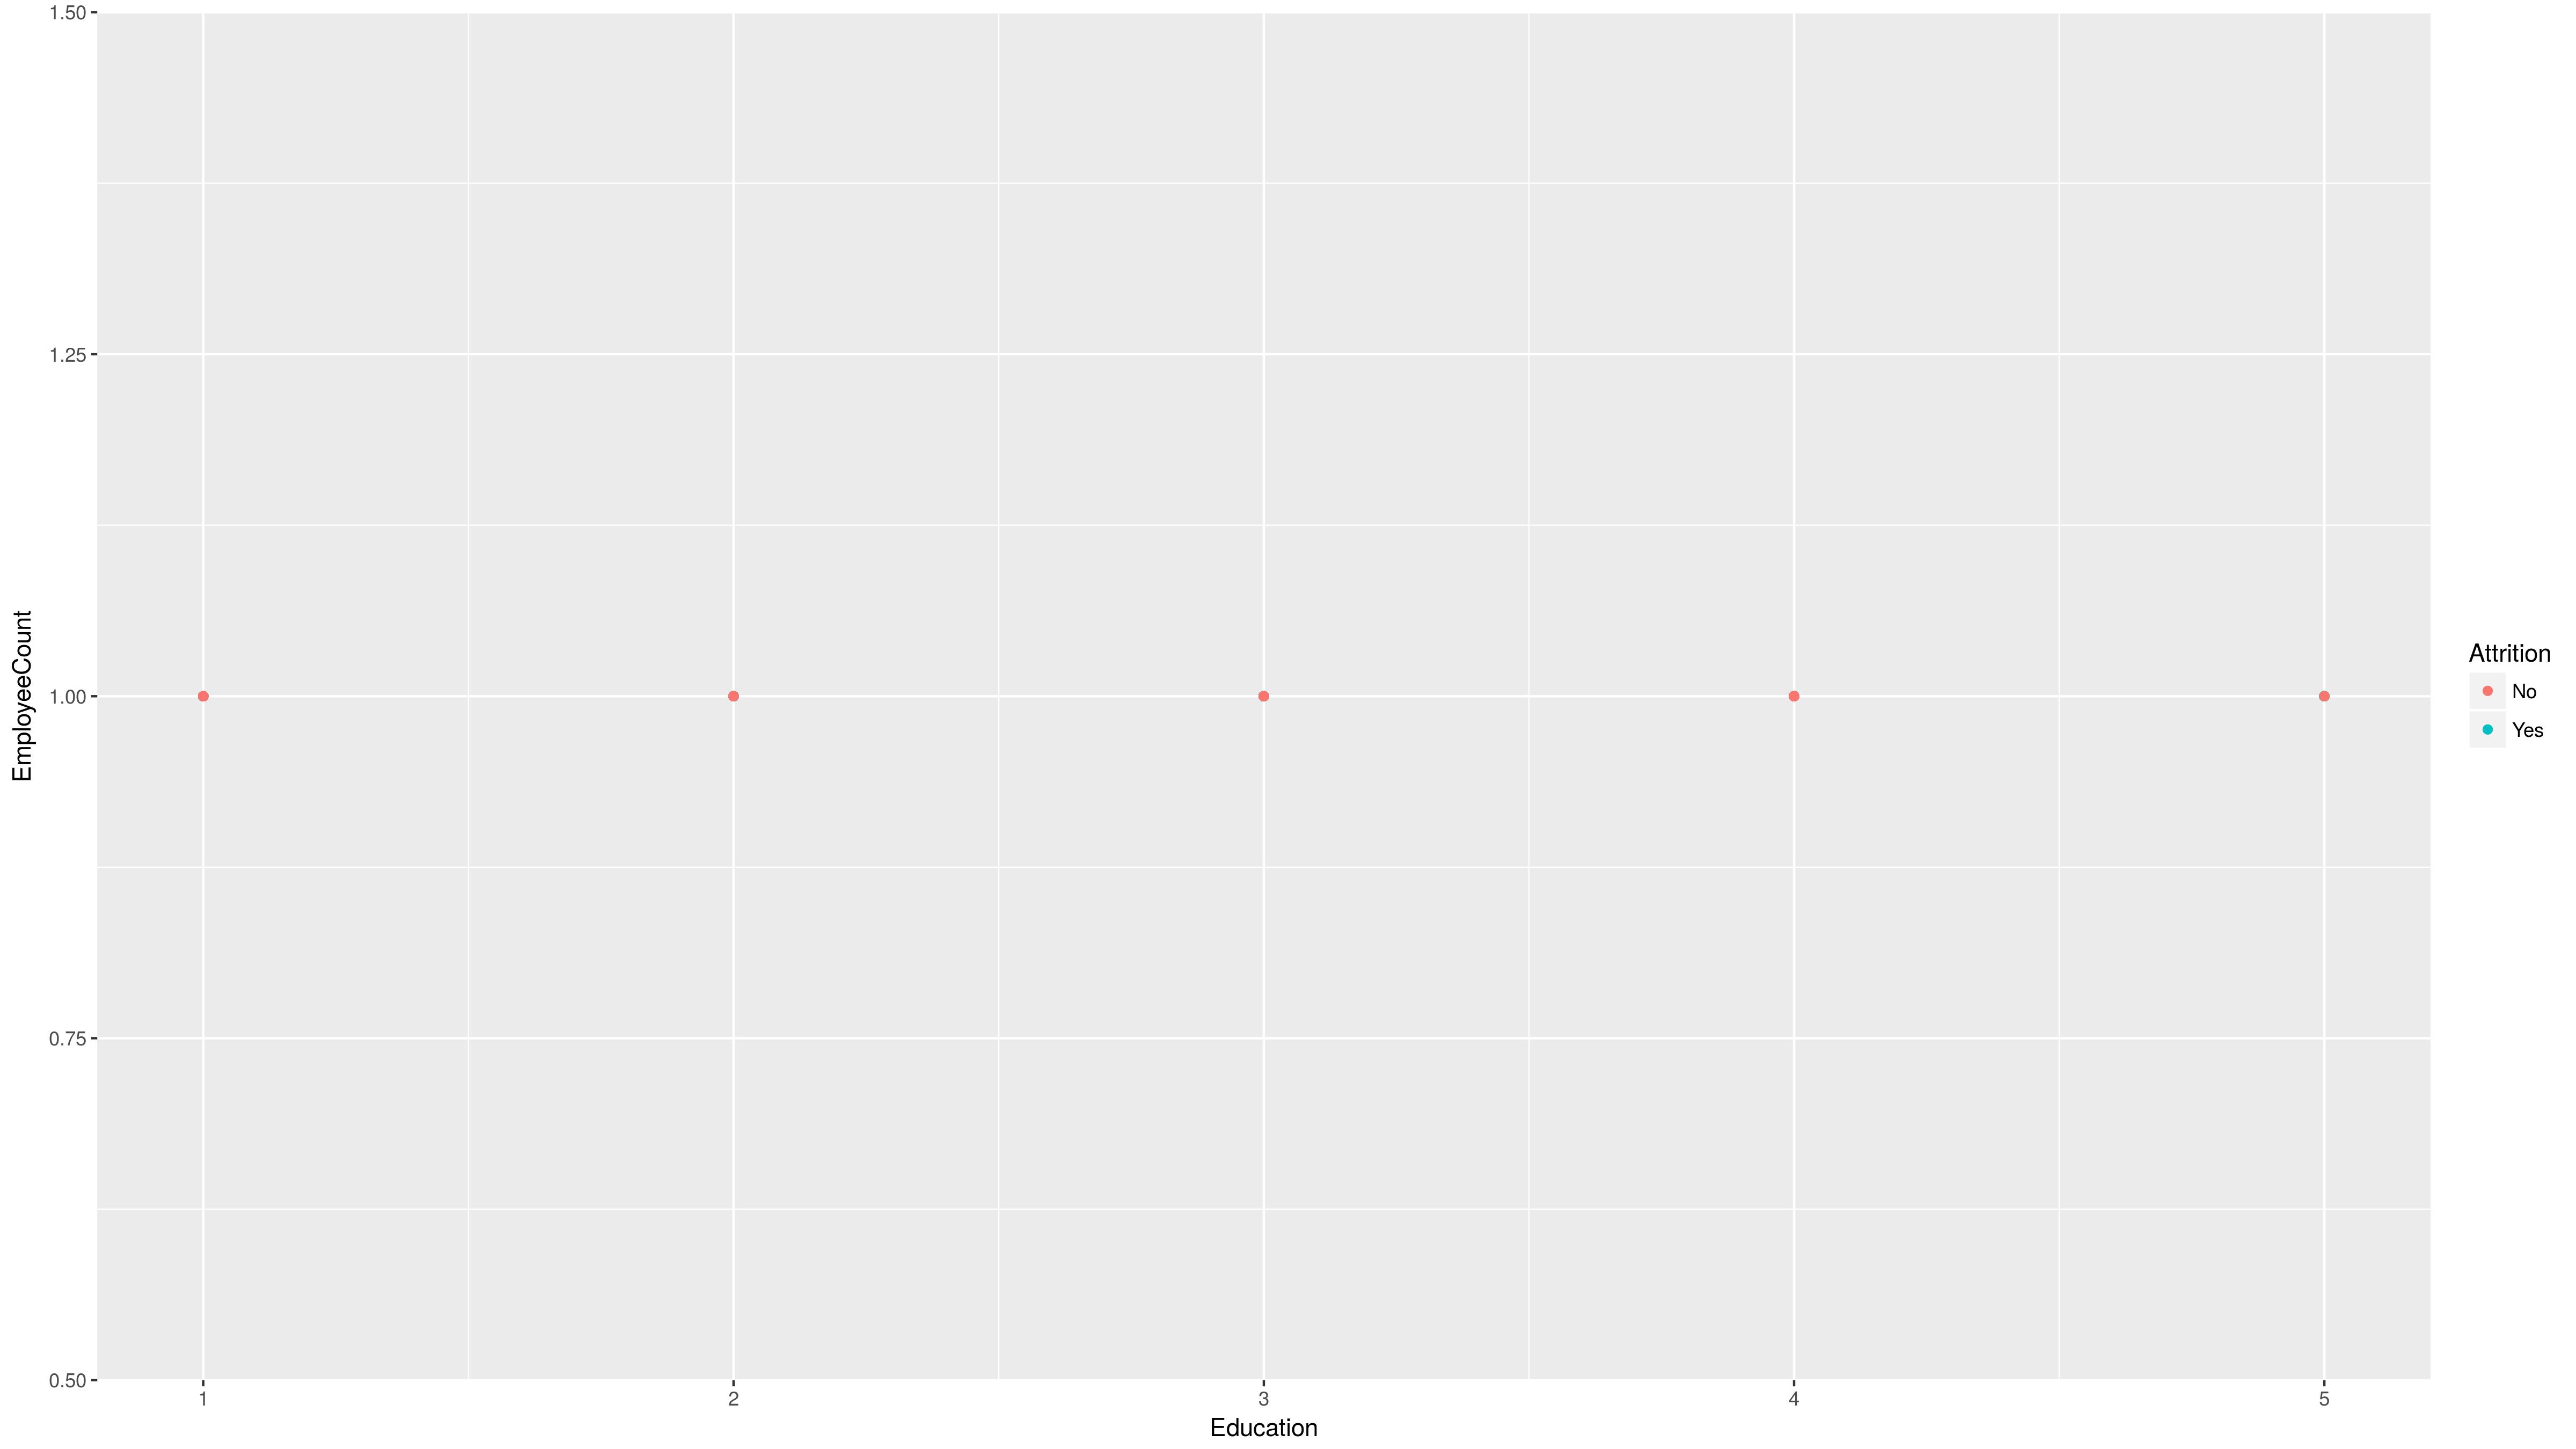 1.50
1.25
1.00
0.75
0.50
EmployeeCount
1 2 3 4 5
Education
Attrition
No
Yes